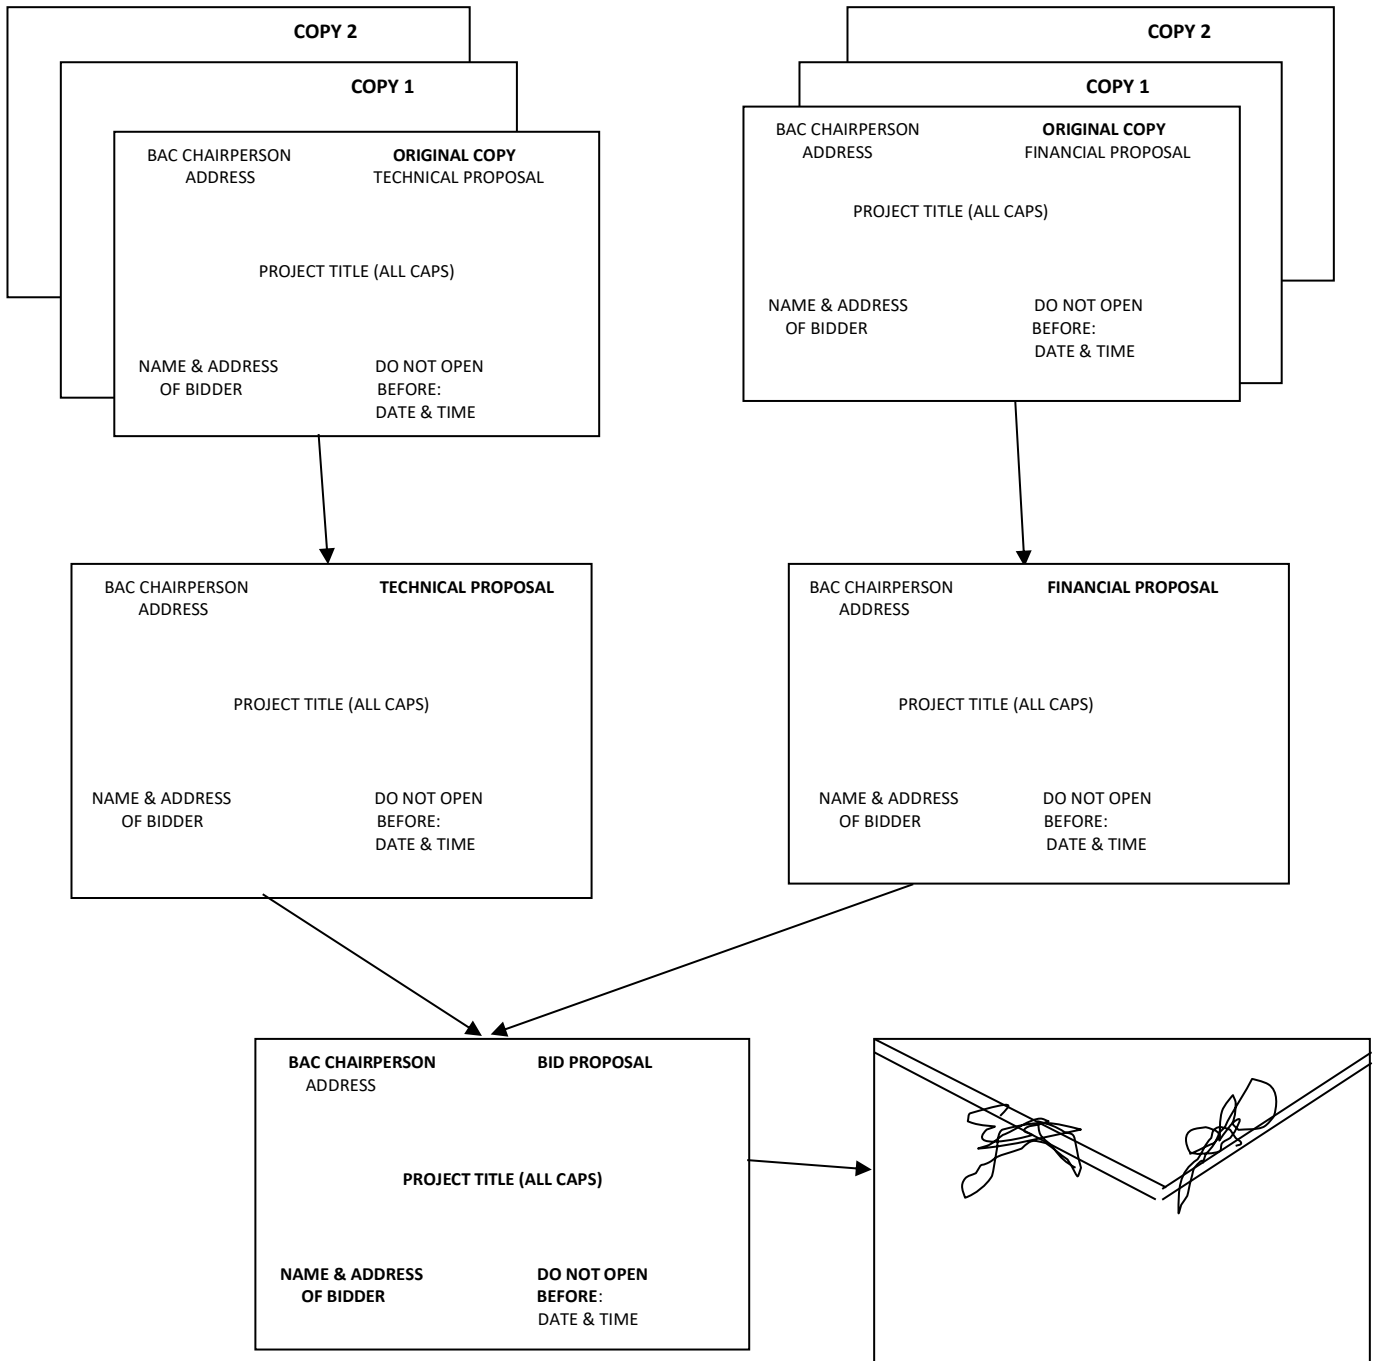 COPY 2
COPY 1
BAC CHAIRPERSON
ADDRESS
ORIGINAL COPY
TECHNICAL PROPOSAL
PROJECT TITLE (ALL CAPS)
NAME & ADDRESS
OF BIDDER
DO NOT OPEN
BEFORE:
DATE & TIME
COPY 2
COPY 1
BAC CHAIRPERSON
ADDRESS
ORIGINAL COPY
FINANCIAL PROPOSAL
PROJECT TITLE (ALL CAPS)
NAME & ADDRESS
OF BIDDER
DO NOT OPEN
BEFORE:
DATE & TIME
BAC CHAIRPERSON
ADDRESS
TECHNICAL PROPOSAL
PROJECT TITLE (ALL CAPS)
NAME & ADDRESS
OF BIDDER
DO NOT OPEN
BEFORE:
DATE & TIME
BAC CHAIRPERSON
ADDRESS
FINANCIAL PROPOSAL
PROJECT TITLE (ALL CAPS)
NAME & ADDRESS
OF BIDDER
DO NOT OPEN
BEFORE:
DATE & TIME
BAC CHAIRPERSON
ADDRESS
BID PROPOSAL
PROJECT TITLE (ALL CAPS)
NAME & ADDRESS
OF BIDDER
DO NOT OPEN
BEFORE:
DATE & TIME